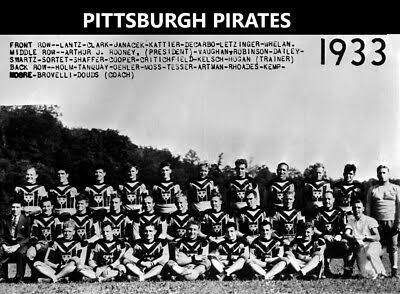 PITTSBURGH PIRATES
1933
FRONT ROW--LANTZ-CLARK-JANACEK-KATTIER-DECARBO-LETZINGER-WHELAN.
MIDDLE ROW--ARTHUR J. ROONEY, (PRESIDENT)-VAUGHAN-ROBINSON-DAILEY-
SWARTZ-SORTET-SHAFFER-COOPER-CRITICHFIELD-KELSCH-HOGAN (TRAINER)
BACK ROW--HOLM-TANQUAY-OEHLER-MOSS-TESSER-ARTMAN-RHOADES-KEMP-
MOORE-BROVELLI-DOUDS (COACH)